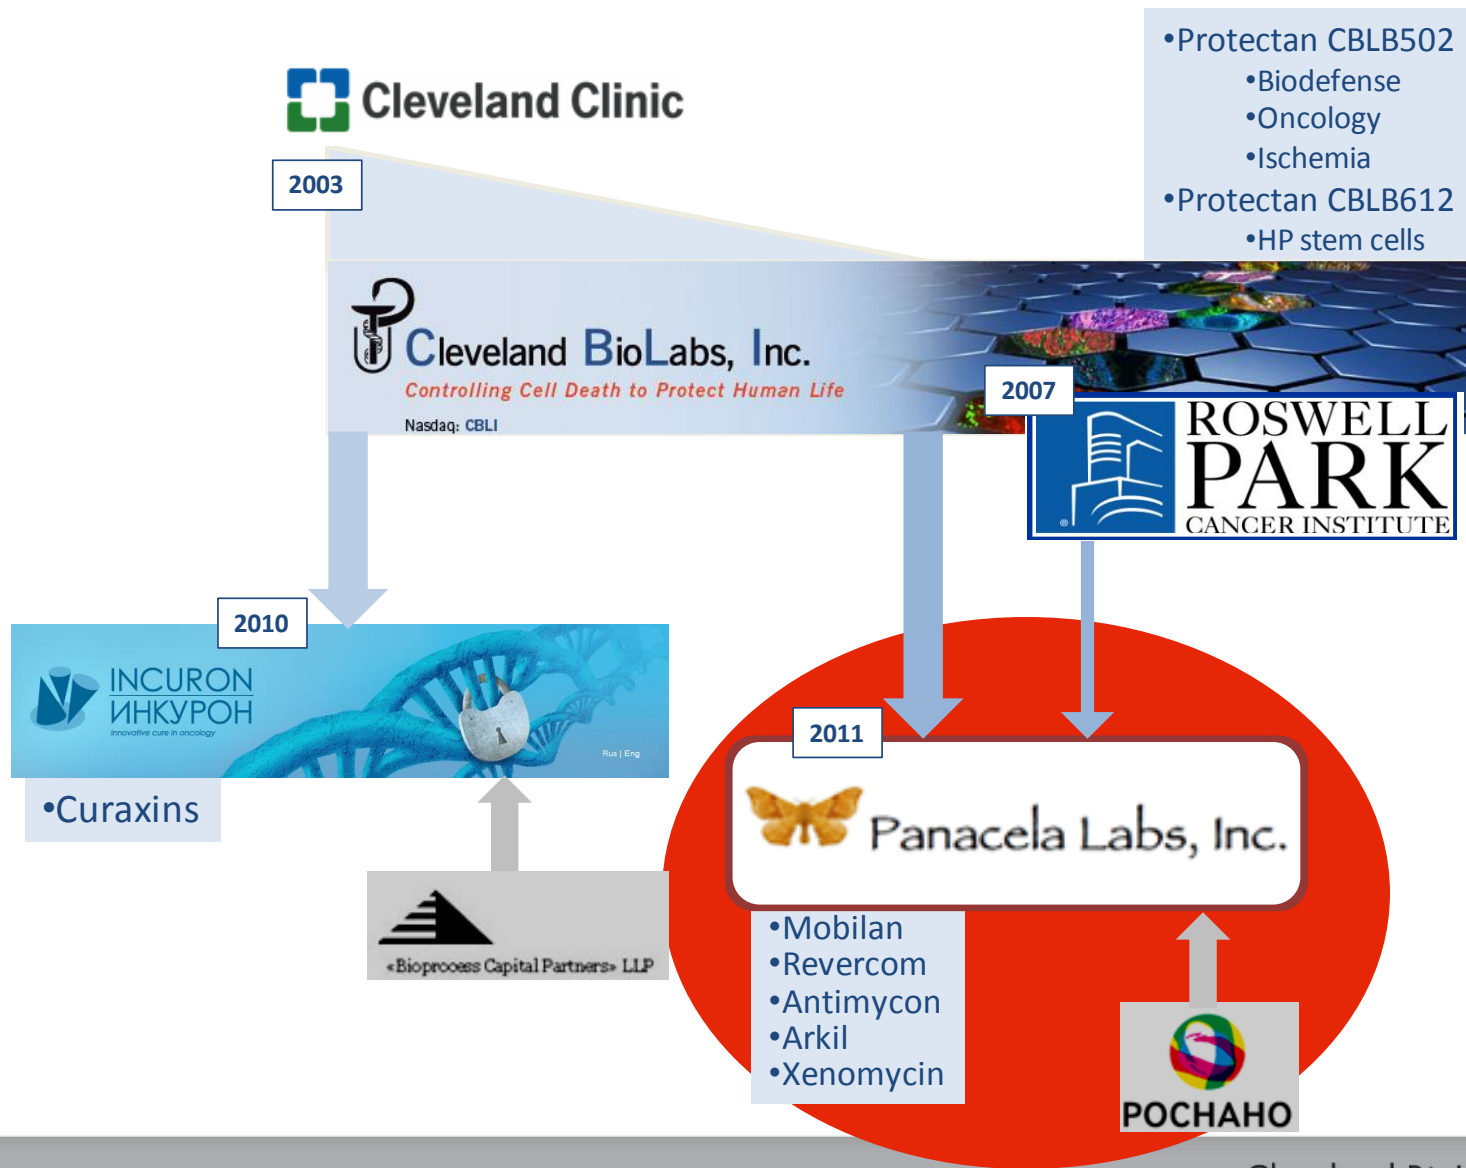 •Protectan CBLB502
•Biodefense
•Oncology
•Ischemia
•Protectan CBLB612
•HP stem cells
Cleveland Clinic
2003
Cleveland BioLabs, Inc.
Controlling Cell Death to Protect Human Life
Nasdaq: CBLI
2007
ROSWELL
PARK
CANCER INSTITUTE
®
2010
INCURON
ИНКУРОН
innovative cure in oncology
Rus | Eng
•Curaxins
«Bioprocess Capital Partners» LLP
2011
Panacela Labs, Inc.
•Mobilan
•Revercom
•Antimycon
•Arkil
•Xenomycin
РОСНАНО